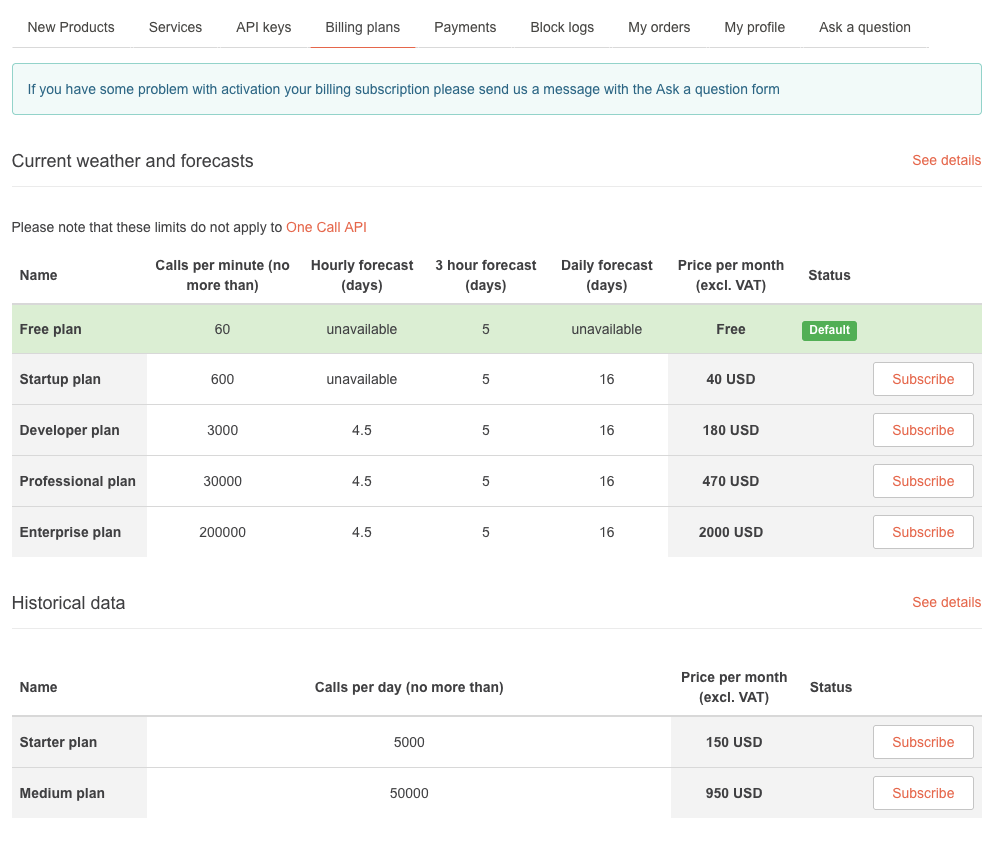 New Products Services API keys Billing plans Payments Block logs My orders My profile Ask a question
If you have some problem with activation your billing subscription please send us a message with the Ask a question form
Current weather and forecasts See details
Please note that these limits do not apply to One Call API
Name Calls per minute (no more than) Hourly forecast (days) 3 hour forecast (days) Daily forecast (days) Price per month (excl. VAT) Status
Free plan 60 unavailable 5 unavailable Free Default
Startup plan 600 unavailable 5 16 40 USD Subscribe
Developer plan 3000 4.5 5 16 180 USD Subscribe
Professional plan 30000 4.5 5 16 470 USD Subscribe
Enterprise plan 200000 4.5 5 16 2000 USD Subscribe
Historical data See details
Name Calls per day (no more than) Price per month (excl. VAT) Status
Starter plan 5000 150 USD Subscribe
Medium plan 50000 950 USD Subscribe